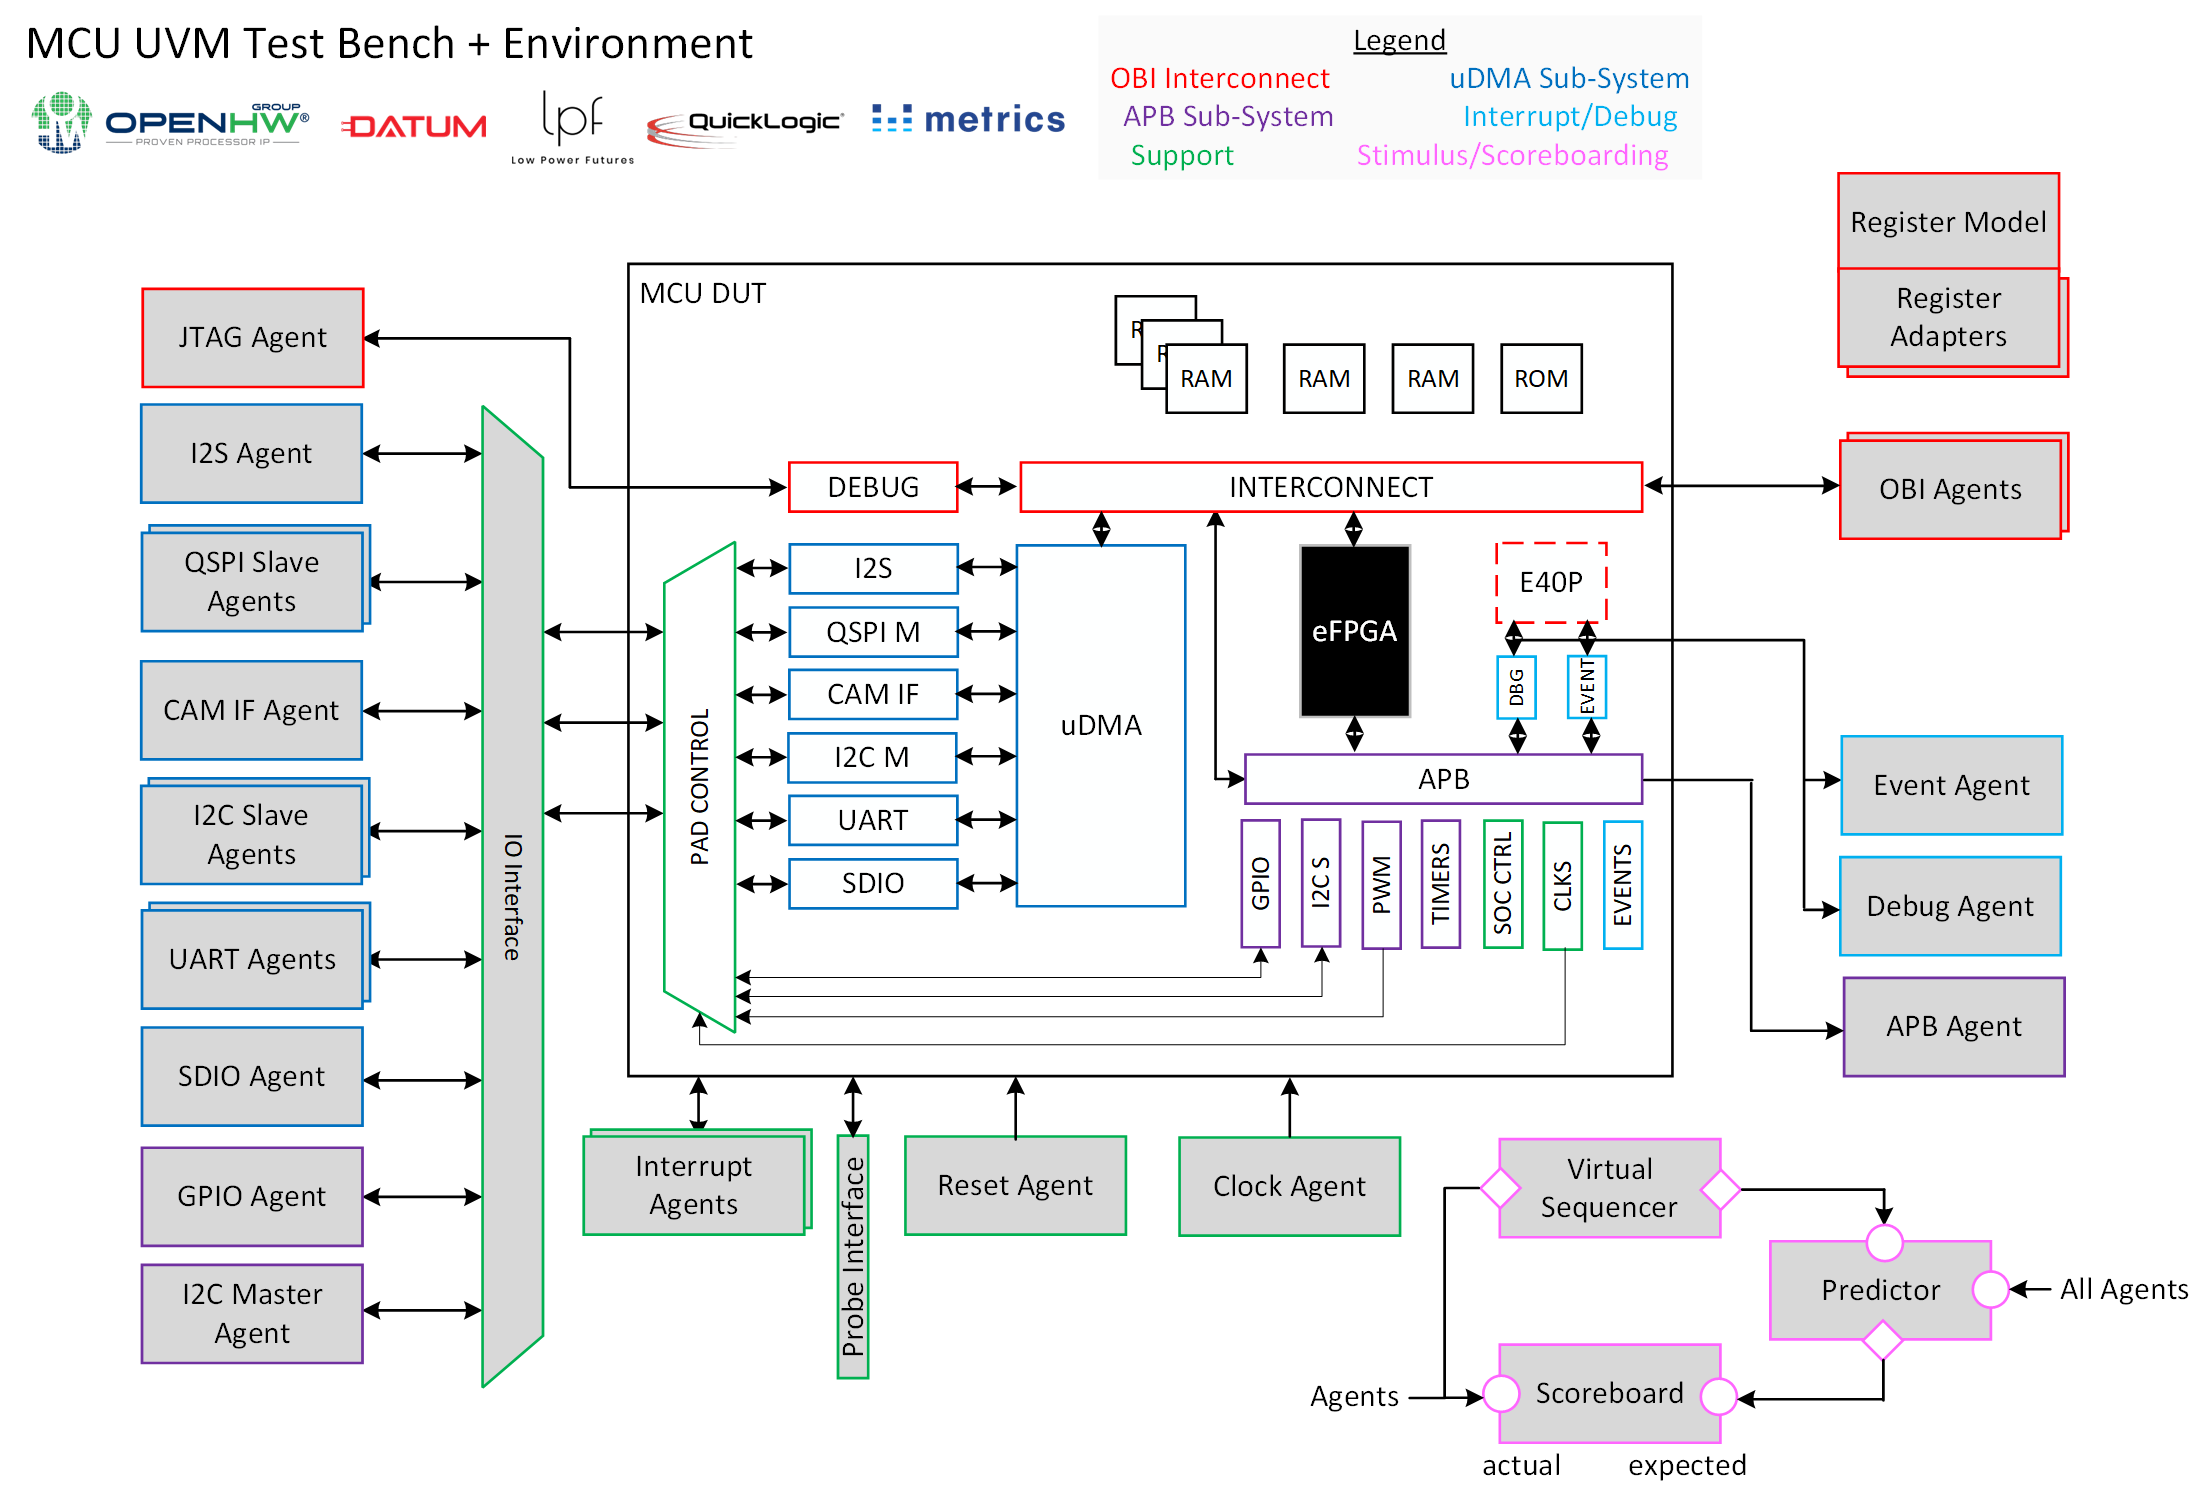 MCU UVM Test Bench + Environment
OPENHW®
GROUP
PROVEN PROCESSOR IP
DATUM
lpf
Low Power Futures
QuickLogic®
metrics
Legend
OBI Interconnect
uDMA Sub-System
APB Sub-System
Interrupt/Debug
Support
Stimulus/Scoreboarding
Register Model
Register
Adapters
OBI Agents
MCU DUT
R
R
RAM
RAM
RAM
ROM
JTAG Agent
I2S Agent
QSPI Slave
Agents
CAM IF Agent
I2C Slave
Agents
UART Agents
SDIO Agent
GPIO Agent
I2C Master
Agent
IO Interface
PAD CONTROL
DEBUG
INTERCONNECT
I2S
QSPI M
CAM IF
I2C M
UART
SDIO
uDMA
eFPGA
E40P
DBG
EVENT
APB
GPIO
I2C S
PWM
TIMERS
SOC CTRL
CLKS
EVENTS
Event Agent
Debug Agent
APB Agent
Interrupt
Agents
Probe Interface
Reset Agent
Clock Agent
Virtual
Sequencer
Predictor
All Agents
Agents
Scoreboard
actual
expected